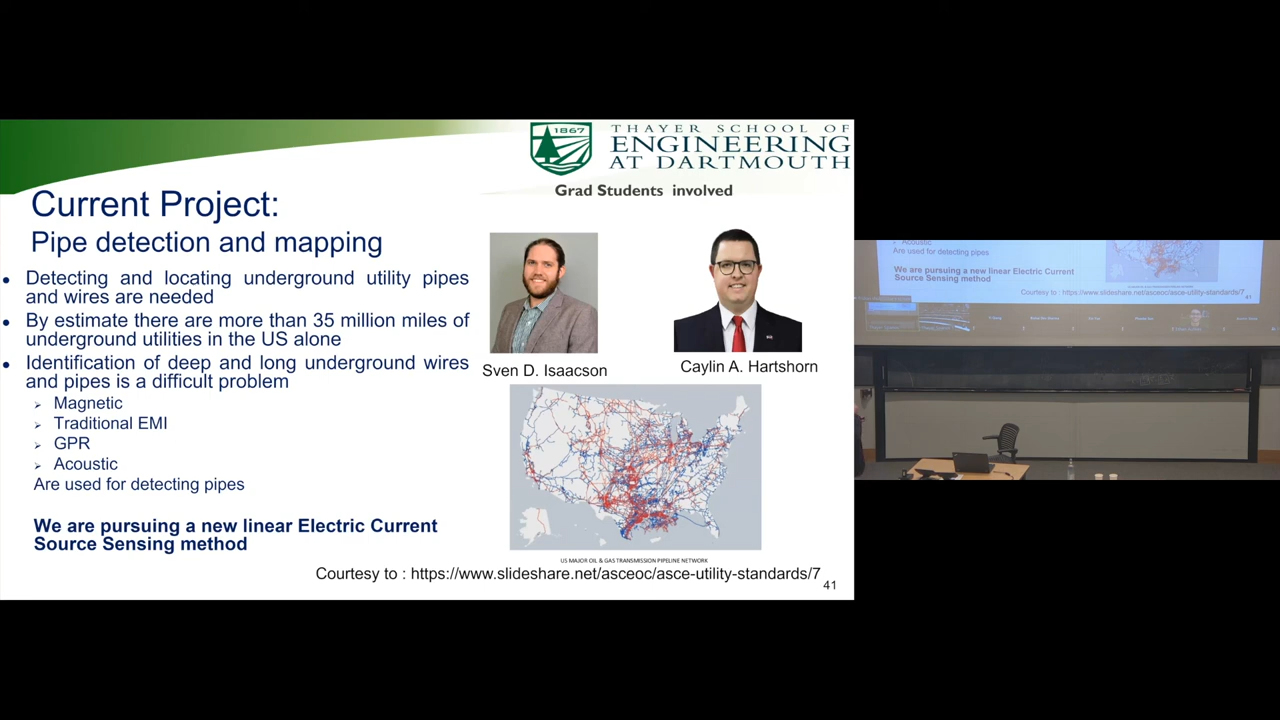 1867
THAYER SCHOOL OF
ENGINEERING
AT DARTMOUTH
Grad Students involved
Current Project:
Pipe detection and mapping
Detecting and locating underground utility pipes
and wires are needed
By estimate there are more than 35 million miles of
underground utilities in the US alone
Identification of deep and long underground wires
and pipes is a difficult problem
Magnetic
Traditional EMI
GPR
Acoustic
Are used for detecting pipes
We are pursuing a new linear Electric Current
Source Sensing method
Sven D. Isaacson
Caylin A. Hartshorn
US MAJOR OIL & GAS TRANSMISSION PIPELINE NETWORK
Courtesy to : https://www.slideshare.net/asceoc/asce-utility-standards/7
41
Acoustic
Are used for detecting pipes
We are pursuing a new linear Electric Current
Source Sensing method
Courtesy to : https://www.slideshare.net/asceoc/asce-utility-standards/7
41